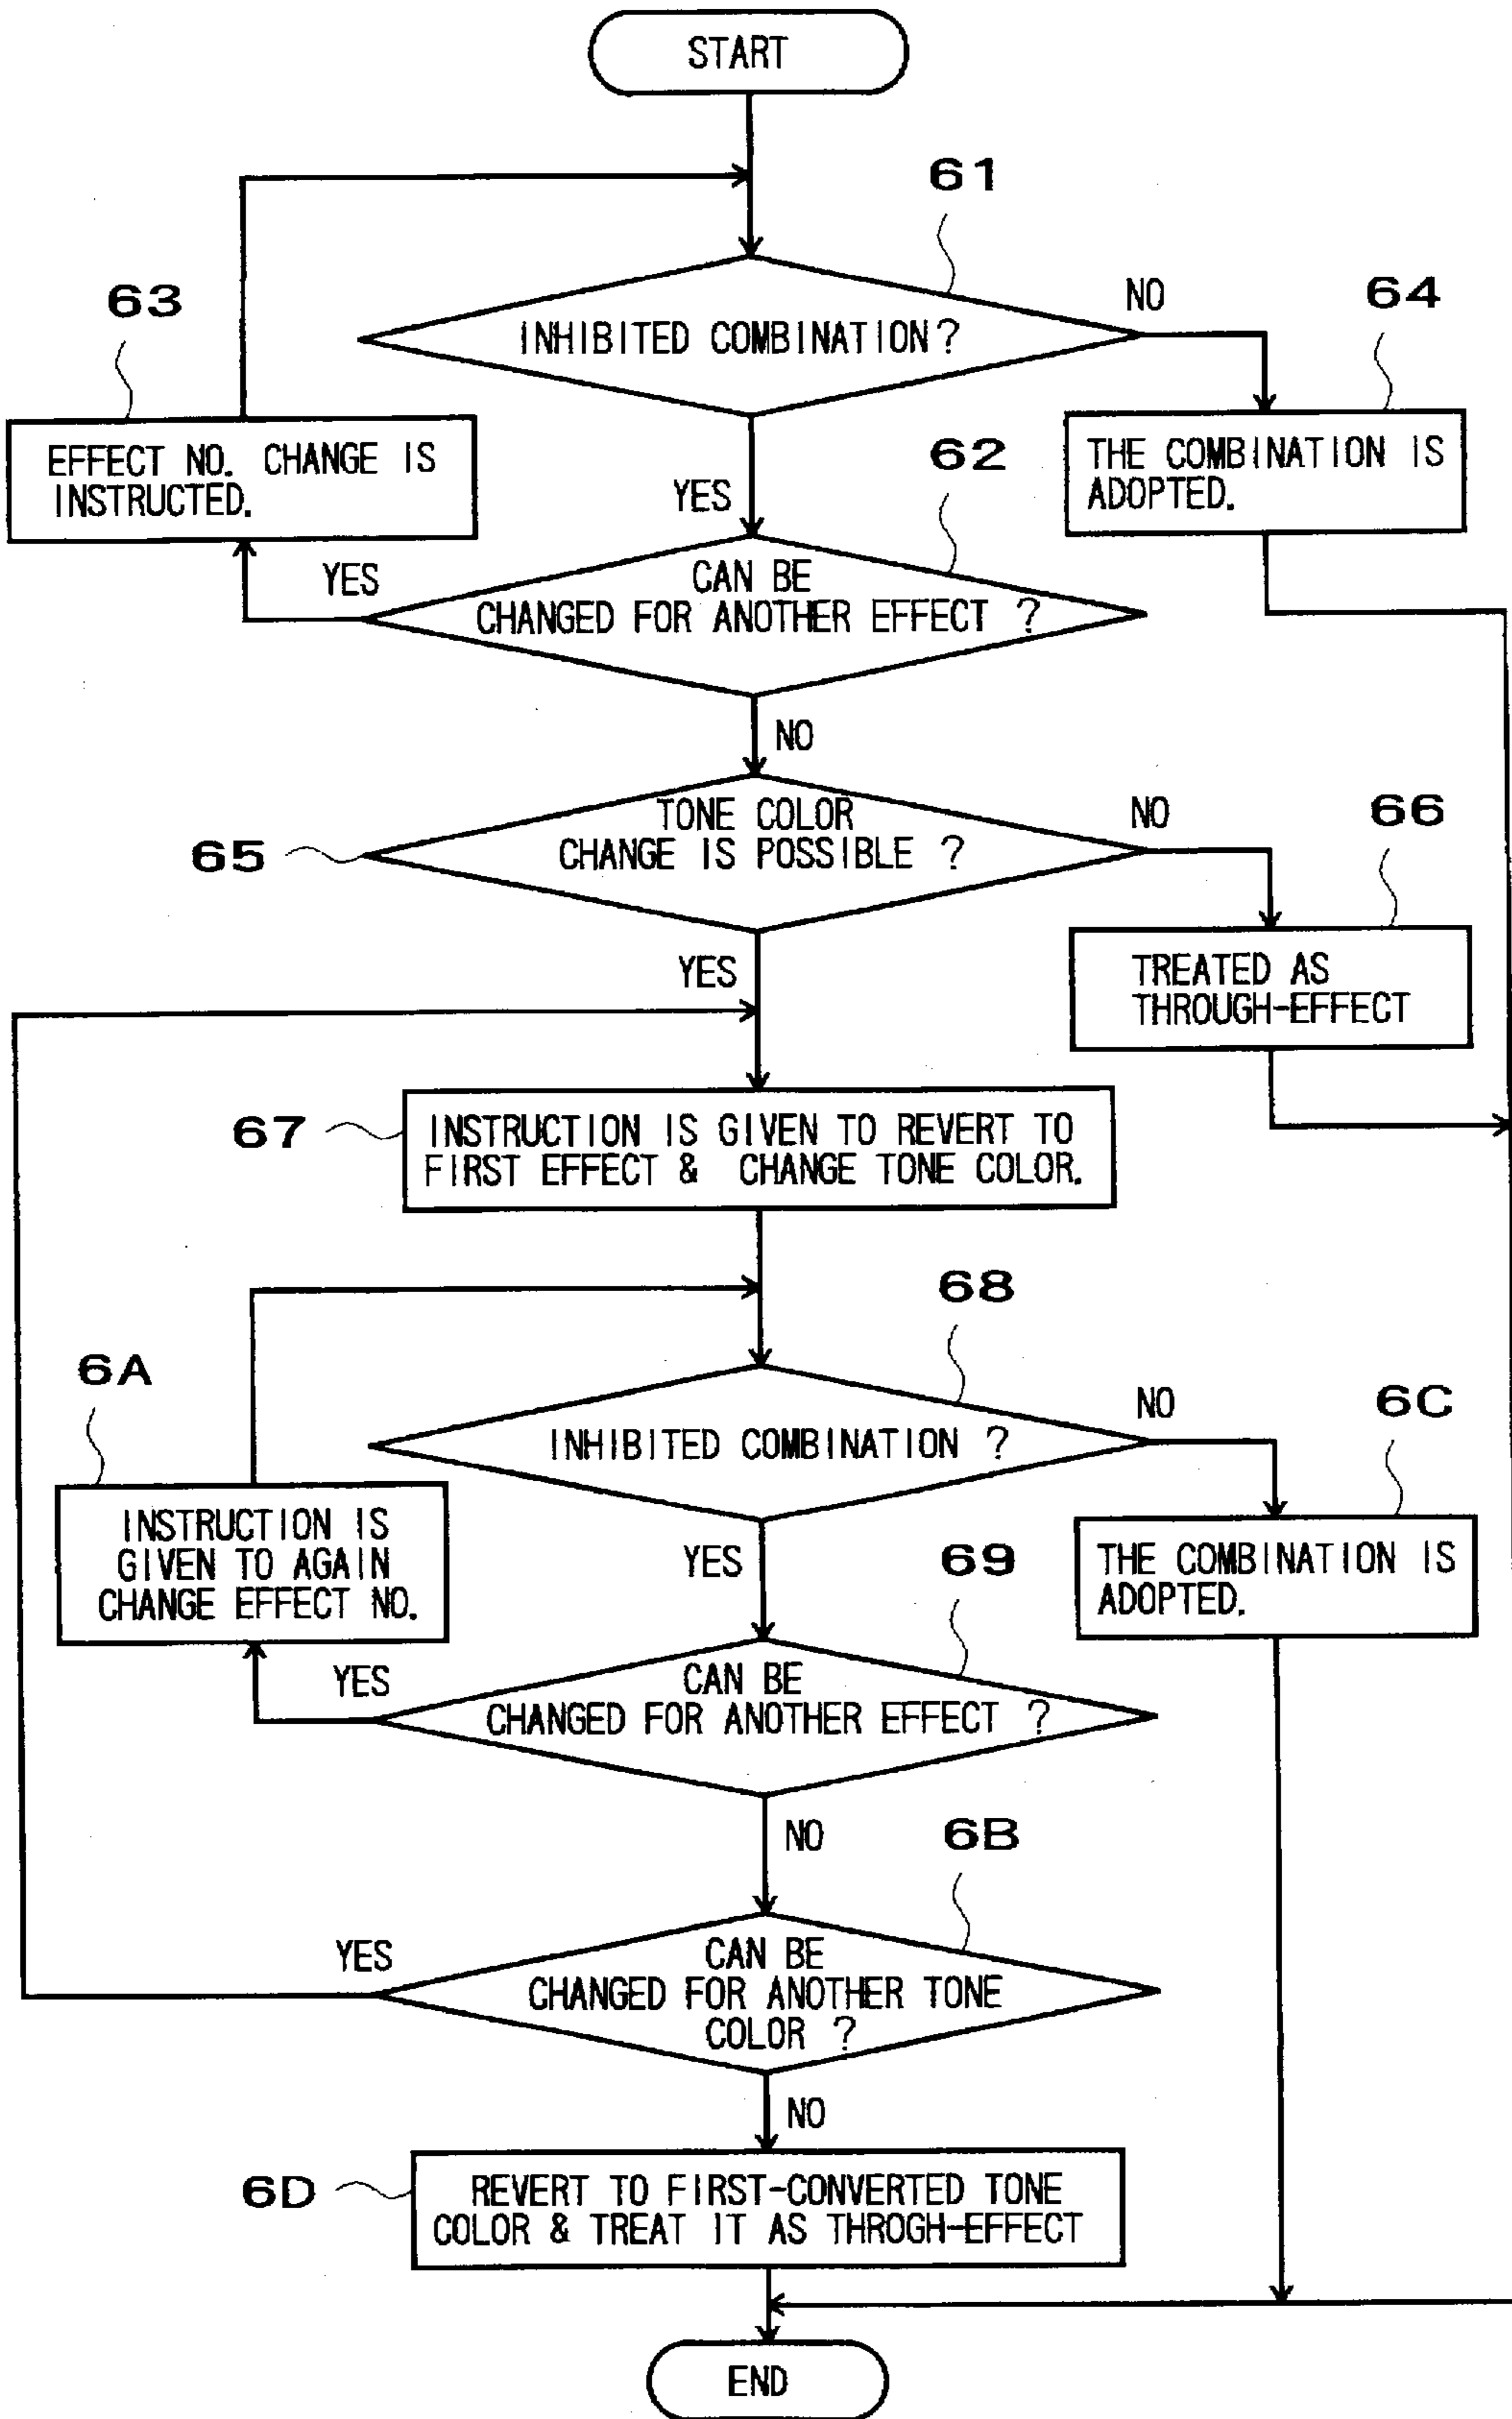 START
61
INHIBITED COMBINATION?
NO
64
THE COMBINATION IS
ADOPTED.
63
EFFECT NO. CHANGE IS
INSTRUCTED.
YES
62
CAN BE
CHANGED FOR ANOTHER EFFECT ?
YES
NO
65
TONE COLOR
CHANGE IS POSSIBLE ?
NO
66
TREATED AS
THROUGH-EFFECT
YES
67
INSTRUCTION IS GIVEN TO REVERT TO
FIRST EFFECT & CHANGE TONE COLOR.
68
INHIBITED COMBINATION ?
NO
6C
THE COMBINATION IS
ADOPTED.
6A
INSTRUCTION IS
GIVEN TO AGAIN
CHANGE EFFECT NO.
YES
69
CAN BE
CHANGED FOR ANOTHER EFFECT ?
YES
NO
6B
CAN BE
CHANGED FOR ANOTHER TONE
COLOR ?
YES
NO
6D
REVERT TO FIRST-CONVERTED TONE
COLOR & TREAT IT AS THROGH-EFFECT
END